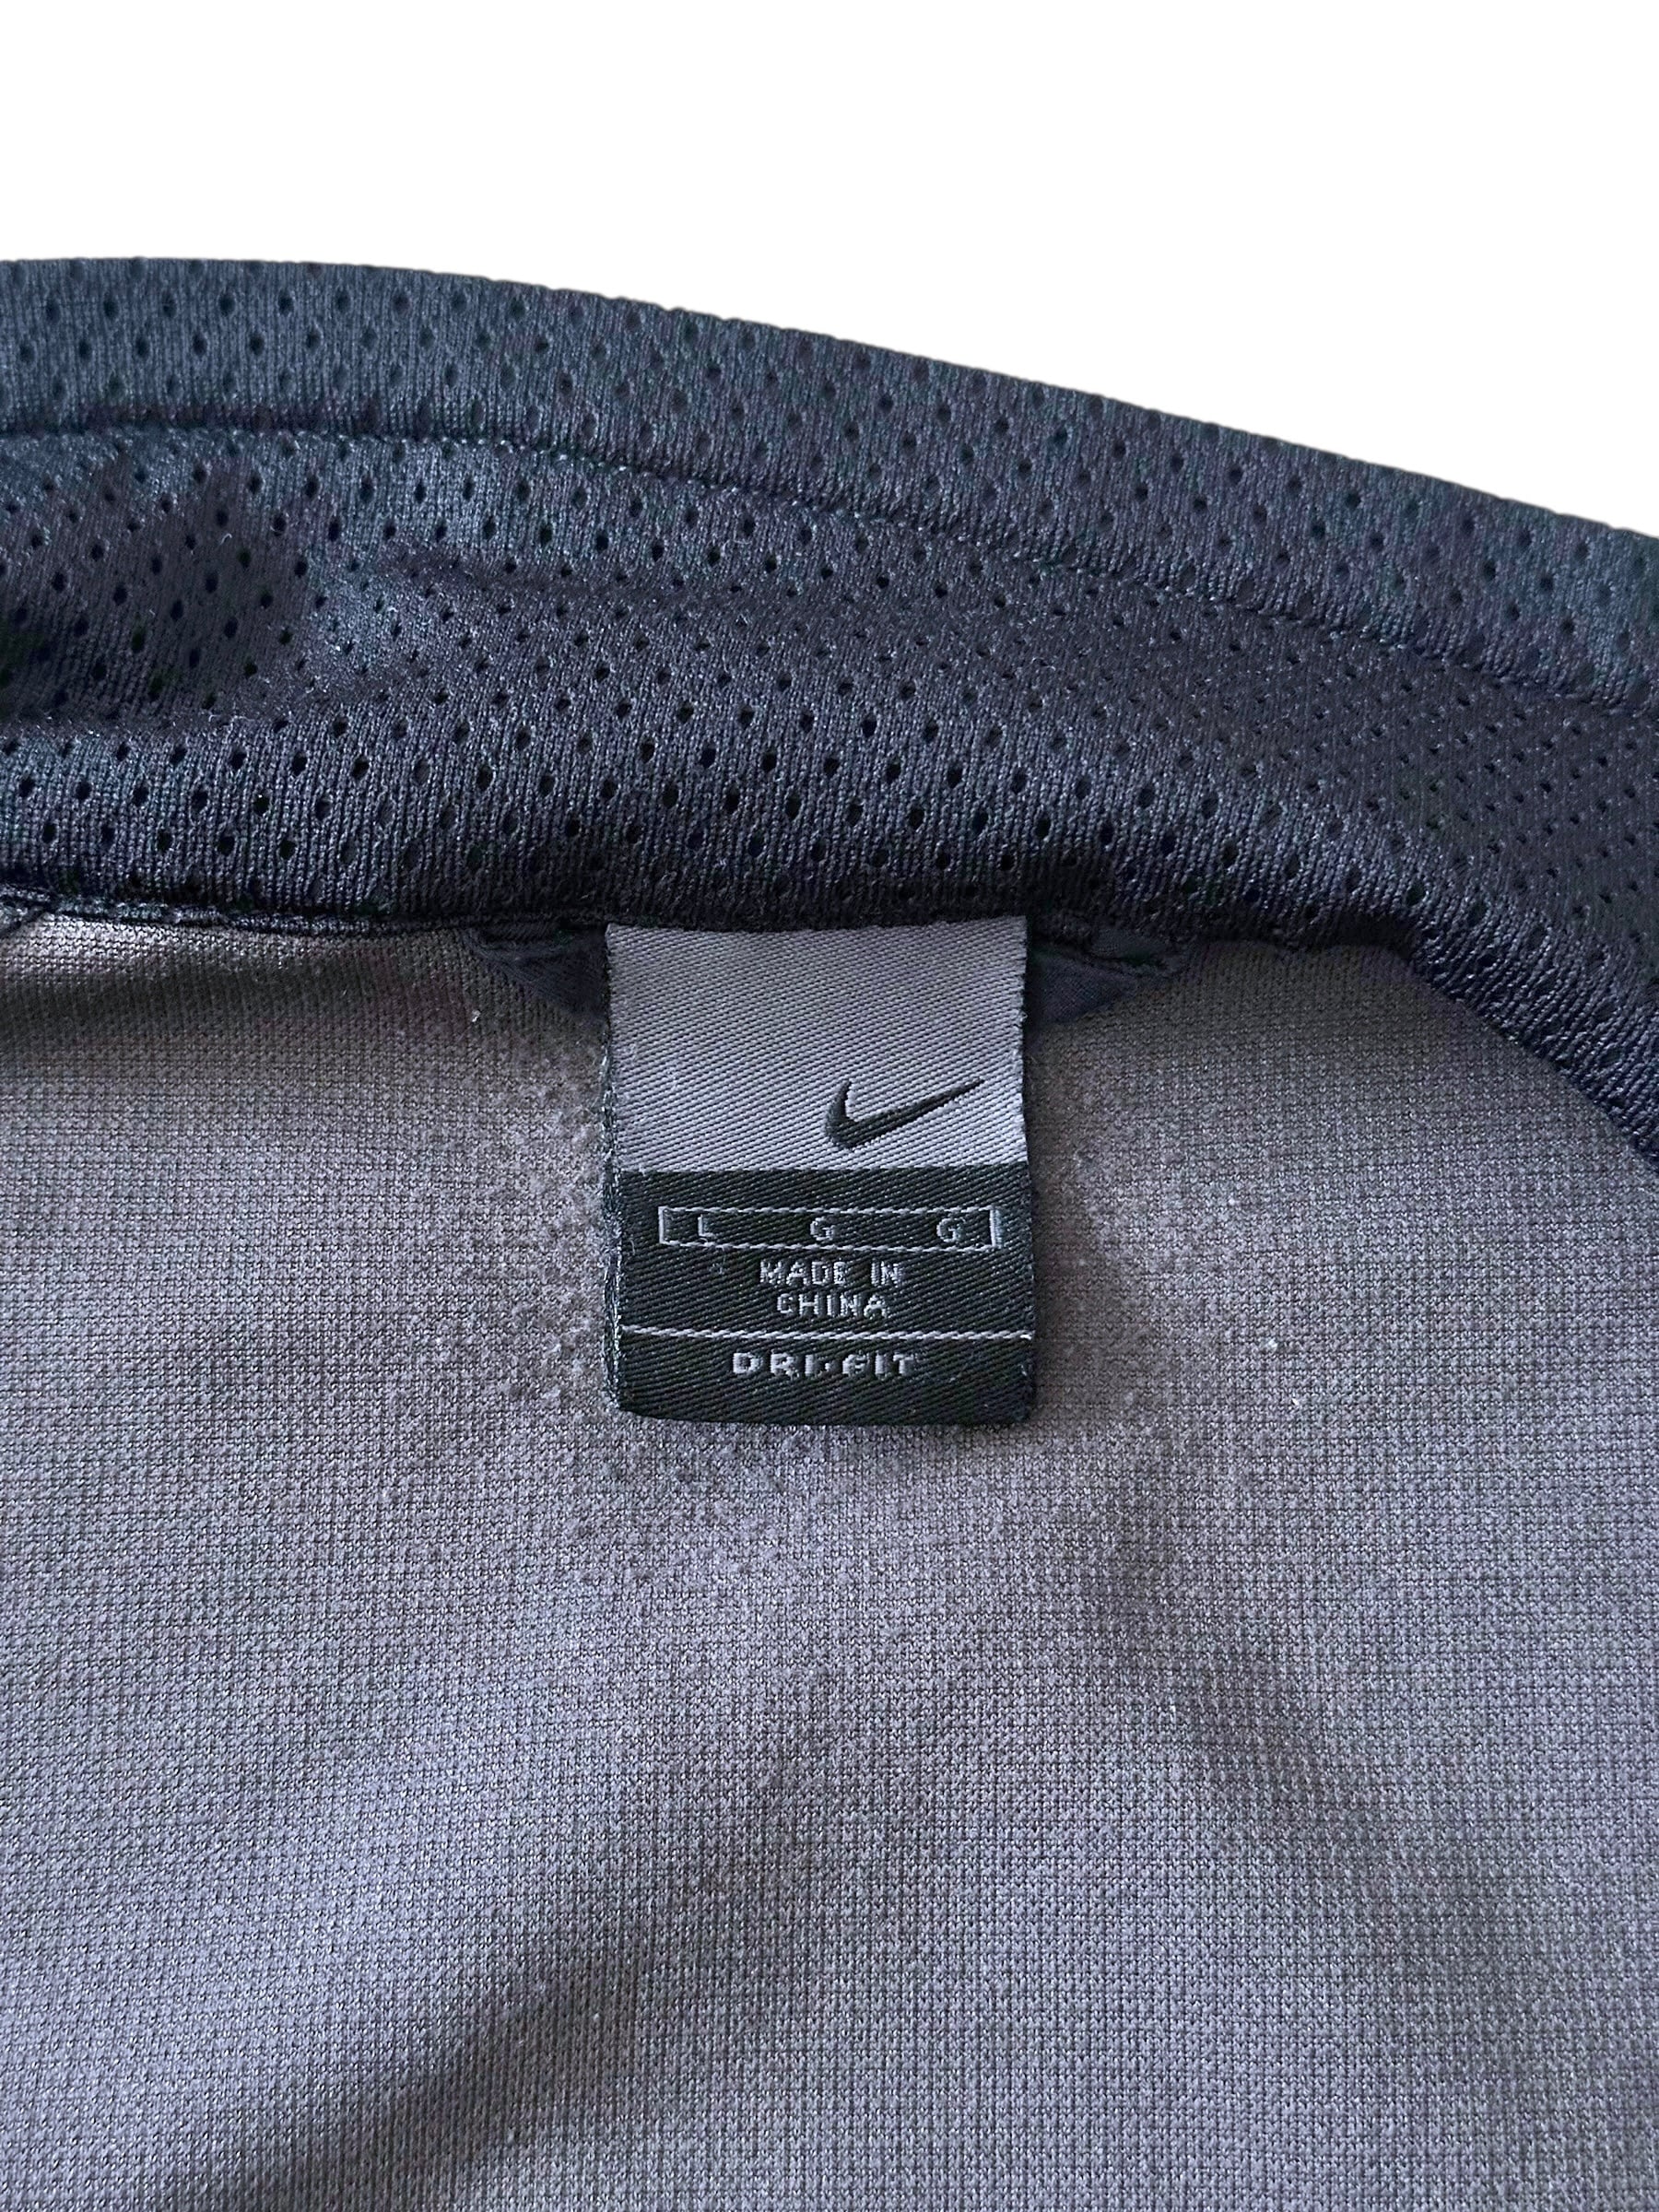 L G G
MADE IN
CHINA
DRI-FIT